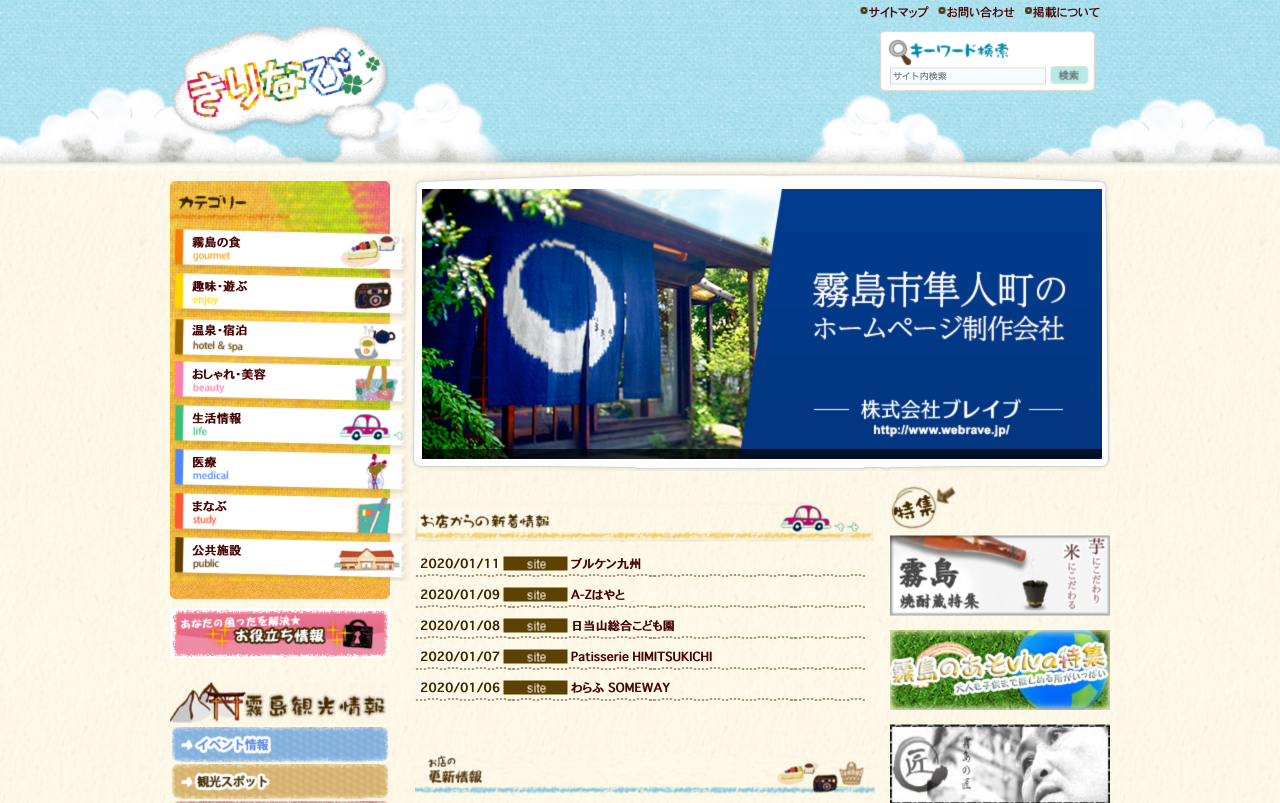 サイトマップ お問い合わせ 掲載について
きりなび
キーワード検索
サイト内検索 検索
カテゴリー
霧島の食
gourmet
趣味・遊ぶ
enjoy
温泉・宿泊
hotel & spa
おしゃれ・美容
beauty
生活情報
life
医療
medical
まなぶ
study
公共施設
public
あなたの困ったを解決★
お役立ち情報
霧島観光情報
イベント情報
観光スポット
霧島市隼人町の
ホームページ制作会社
株式会社ブレイブ
http://www.webrave.jp/
お店からの新着情報
2020/01/11 site ブルケン九州
2020/01/09 site A-Zはやと
2020/01/08 site 日当山総合こども園
2020/01/07 site Patisserie HIMITSUKICHI
2020/01/06 site わらふ SOMEWAY
お店の
更新情報
特集
芋にこだわり
米にこだわる
霧島
焼酎蔵特集
霧島のあそviva特集
大人も子供まで楽しめる所がいっぱい
匠
霧島の匠